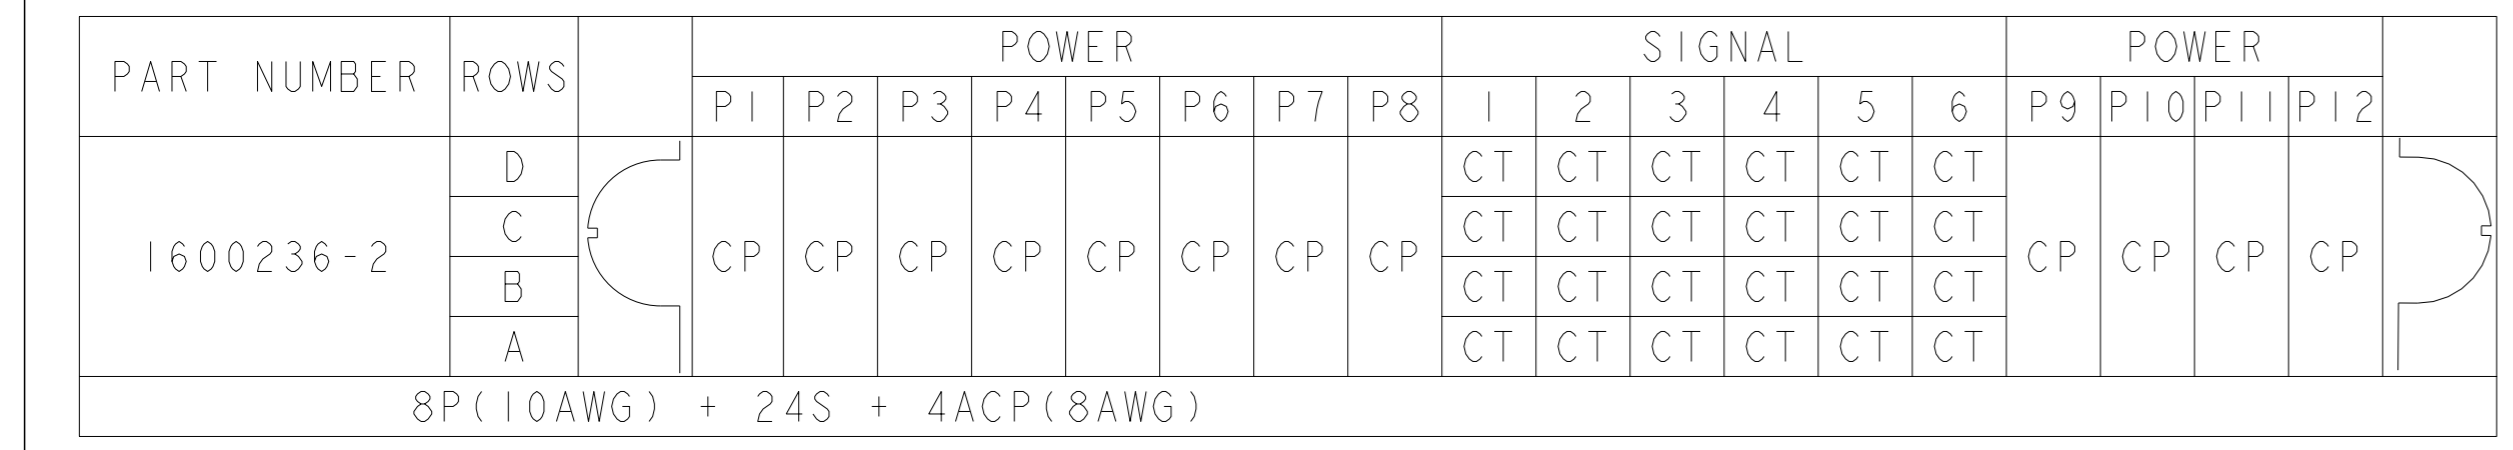 POWER SIGNAL POWER
PART NUMBER ROWS
P1 P2 P3 P4 P5 P6 P7 P8 1 2 3 4 5 6 P9 P10 P11 P12
D CT CT CT CT CT CT
C CT CT CT CT CT CT
1600236-2 CP CP CP CP CP CP CP CP CP CP CP CP
B CT CT CT CT CT CT
A CT CT CT CT CT CT
8P(10AWG) + 24S + 4ACP(8AWG)